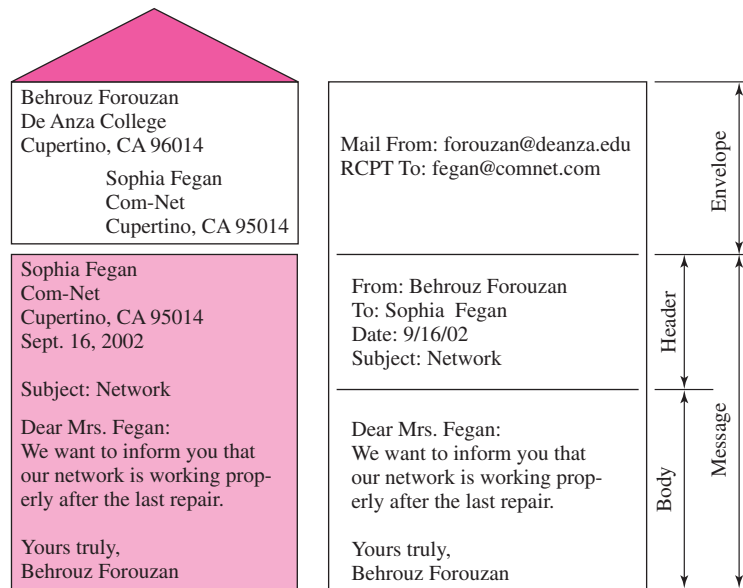 Behrouz Forouzan
De Anza College
Cupertino, CA 96014
Sophia Fegan
Com-Net
Cupertino, CA 95014
Sophia Fegan
Com-Net
Cupertino, CA 95014
Sept. 16, 2002
Subject: Network
Dear Mrs. Fegan:
We want to inform you that
our network is working prop-
erly after the last repair.
Yours truly,
Behrouz Forouzan
Mail From: forouzan@deanza.edu
RCPT To: fegan@comnet.com
From: Behrouz Forouzan
To: Sophia Fegan
Date: 9/16/02
Subject: Network
Dear Mrs. Fegan:
We want to inform you that
our network is working prop-
erly after the last repair.
Yours truly,
Behrouz Forouzan
Envelope
Header
Body
Message